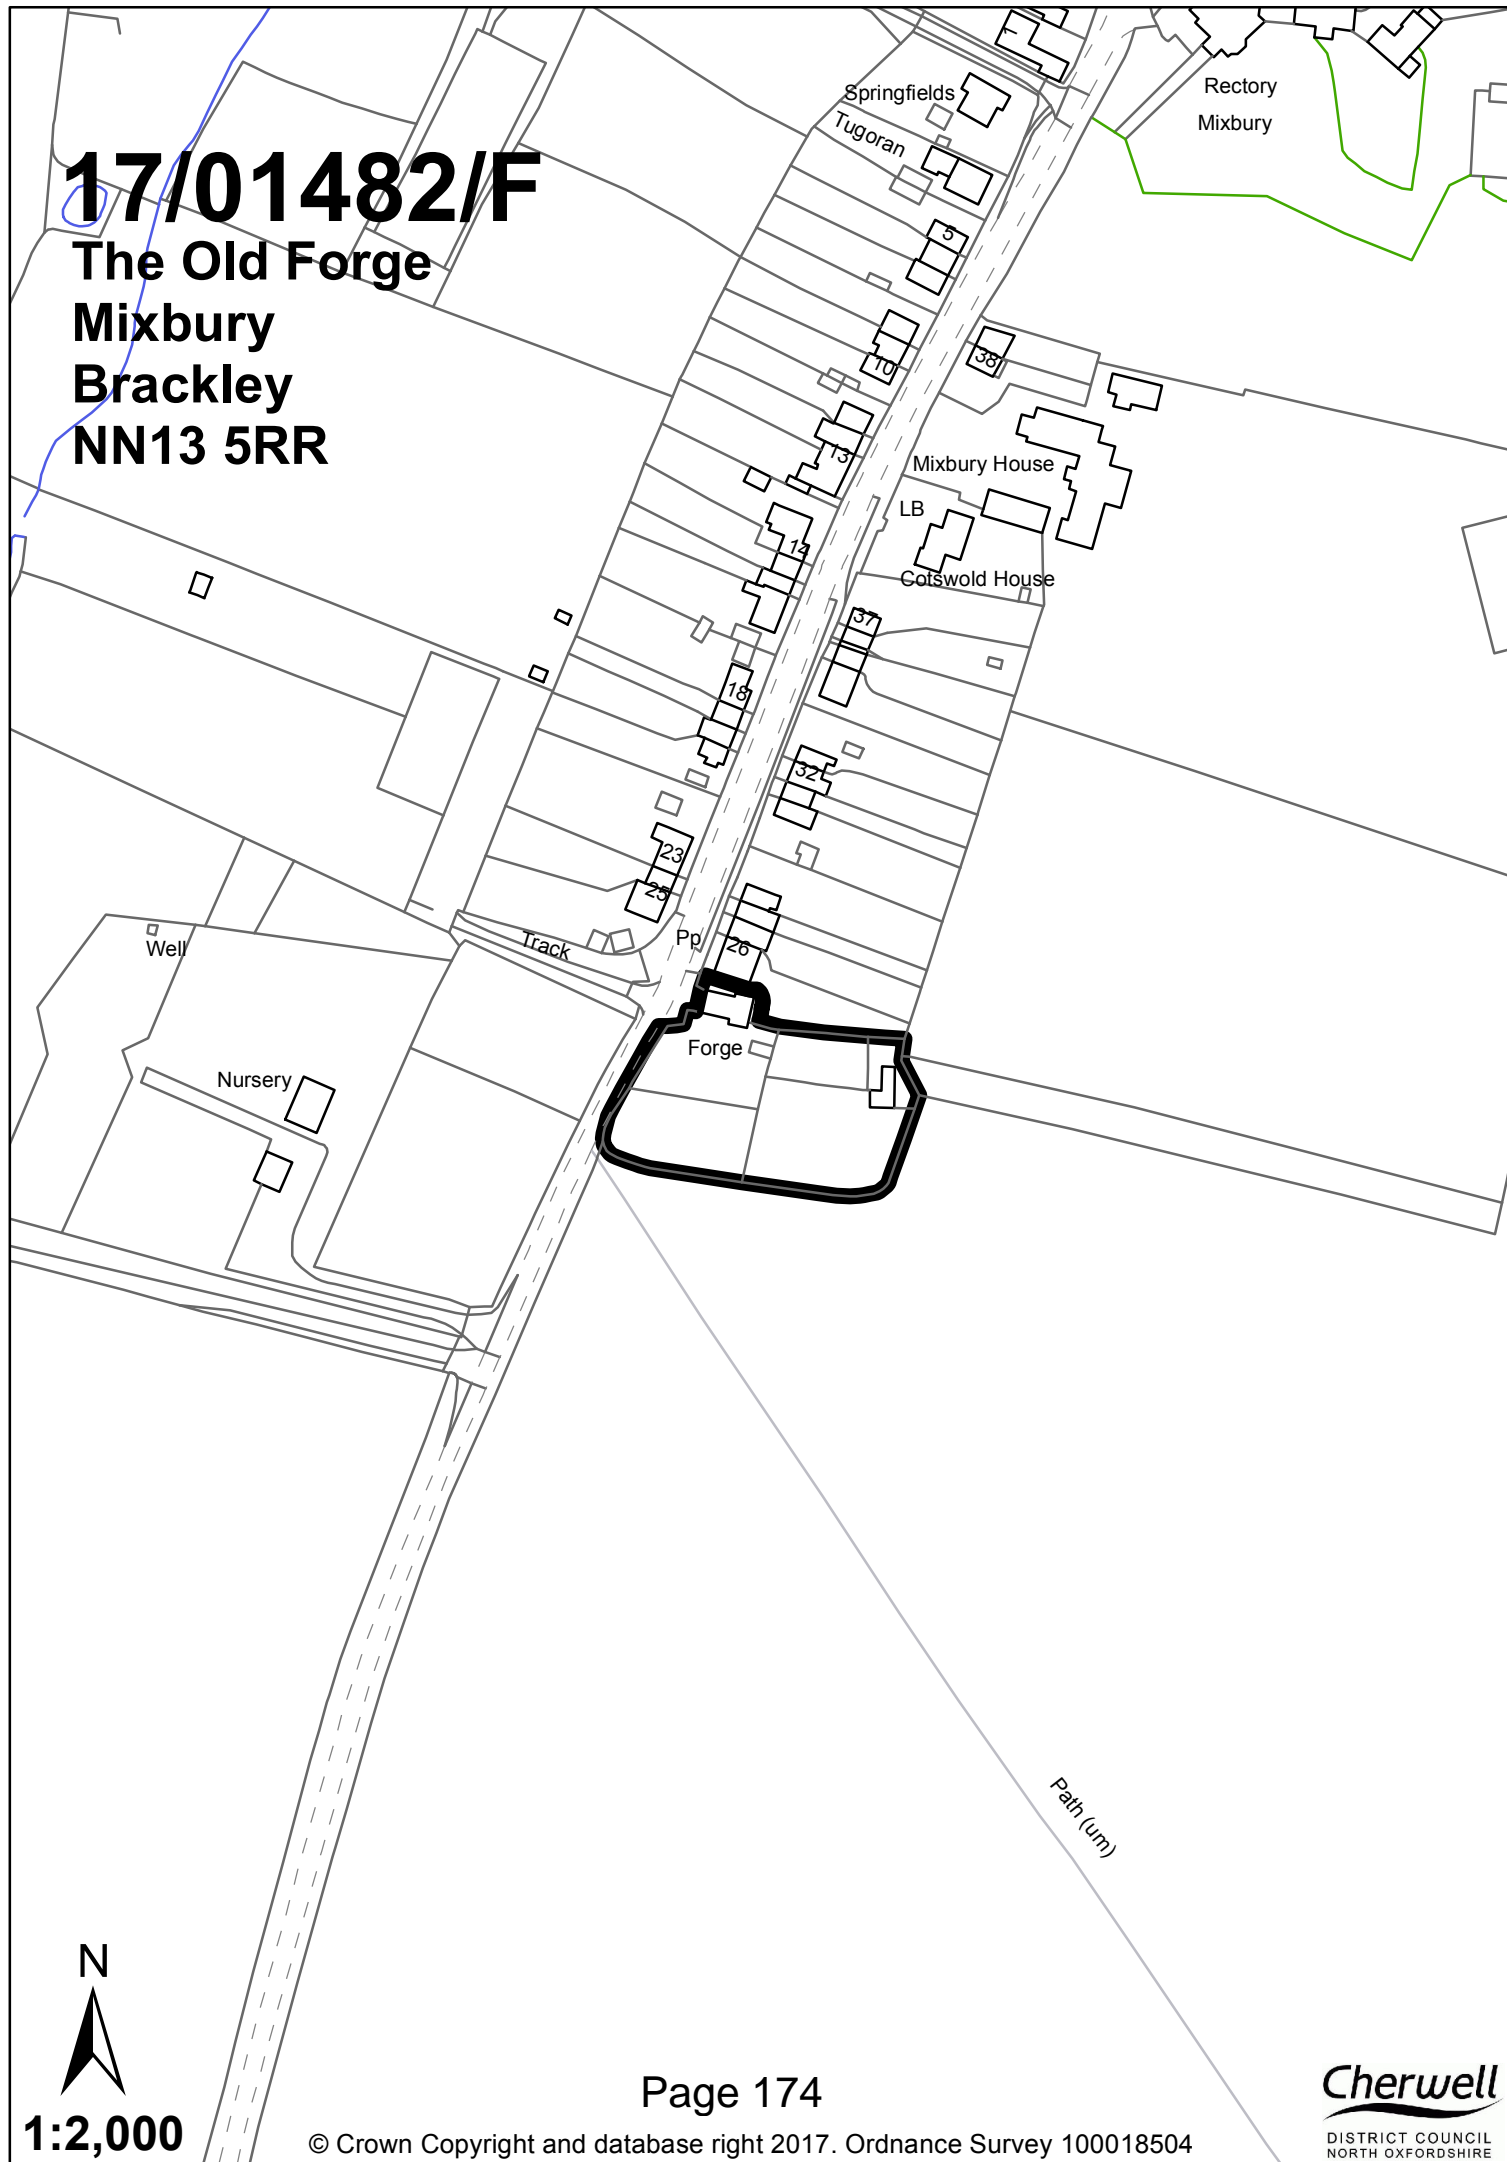 17/01482/F
The Old Forge
Mixbury
Brackley
NN13 5RR
1
Springfields
Tugoran
Rectory
Mixbury
5
10
38
13
Mixbury House
LB
14
Cotswold House
37
18
32
23
25
Track
Pp
26
Well
Forge
Nursery
Path (um)
N
1:2,000
Page 174
© Crown Copyright and database right 2017. Ordnance Survey 100018504
Cherwell
DISTRICT COUNCIL
NORTH OXFORDSHIRE